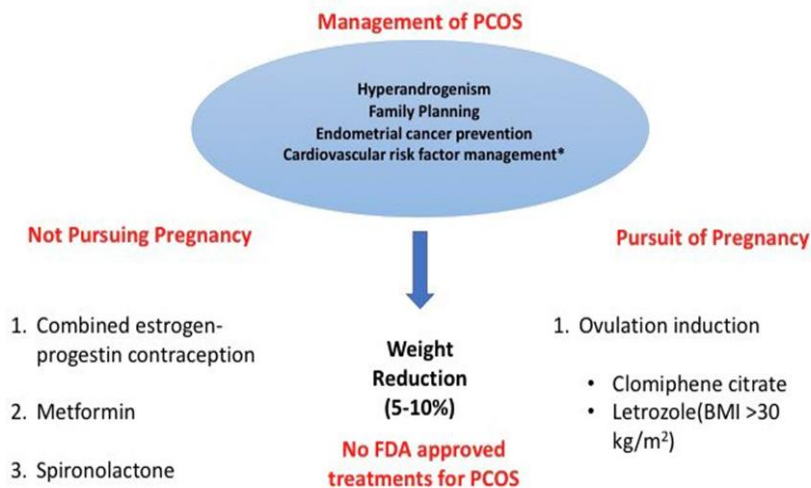 Management of PCOS
Hyperandrogenism
Family Planning
Endometrial cancer prevention
Cardiovascular risk factor management*
Not Pursuing Pregnancy
1. Combined estrogen-
progestin contraception
2. Metformin
3. Spironolactone
Weight
Reduction
(5-10%)
No FDA approved
treatments for PCOS
Pursuit of Pregnancy
1. Ovulation induction
• Clomiphene citrate
• Letrozole(BMI >30
kg/m²)